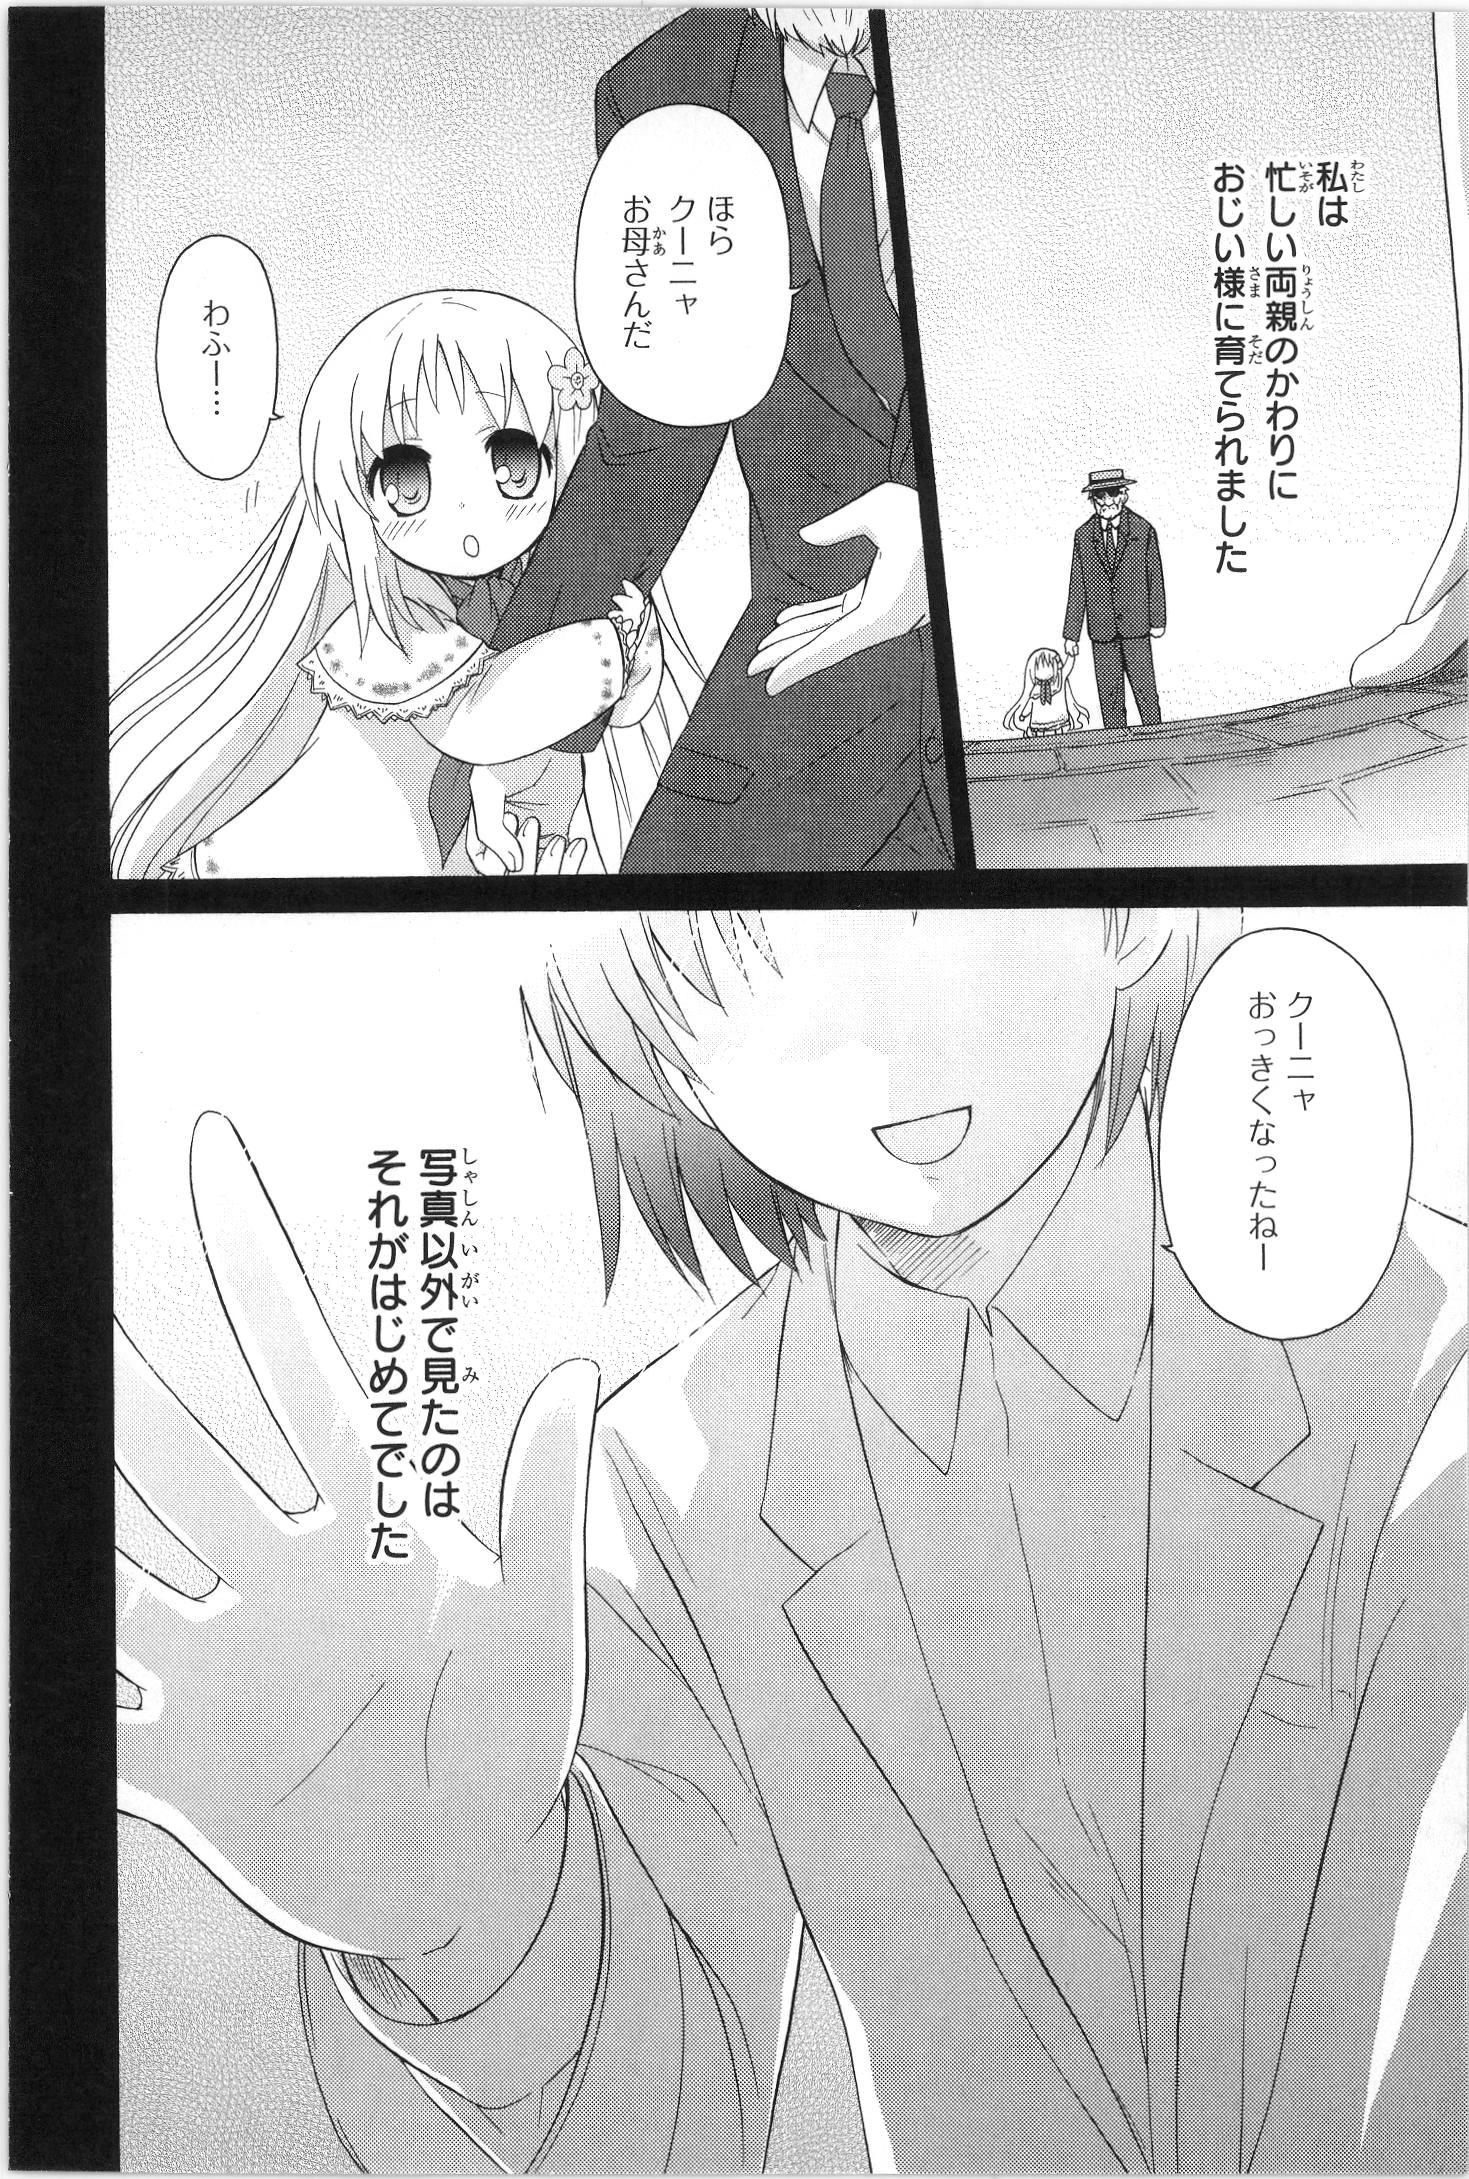 私は
忙しい両親のかわりに
おじい様に育てられました
ほら
クーニャ
お母さんだ
わふー…
クーニャ
おっきくなったねー
写真以外で見たのは
それがはじめてでした